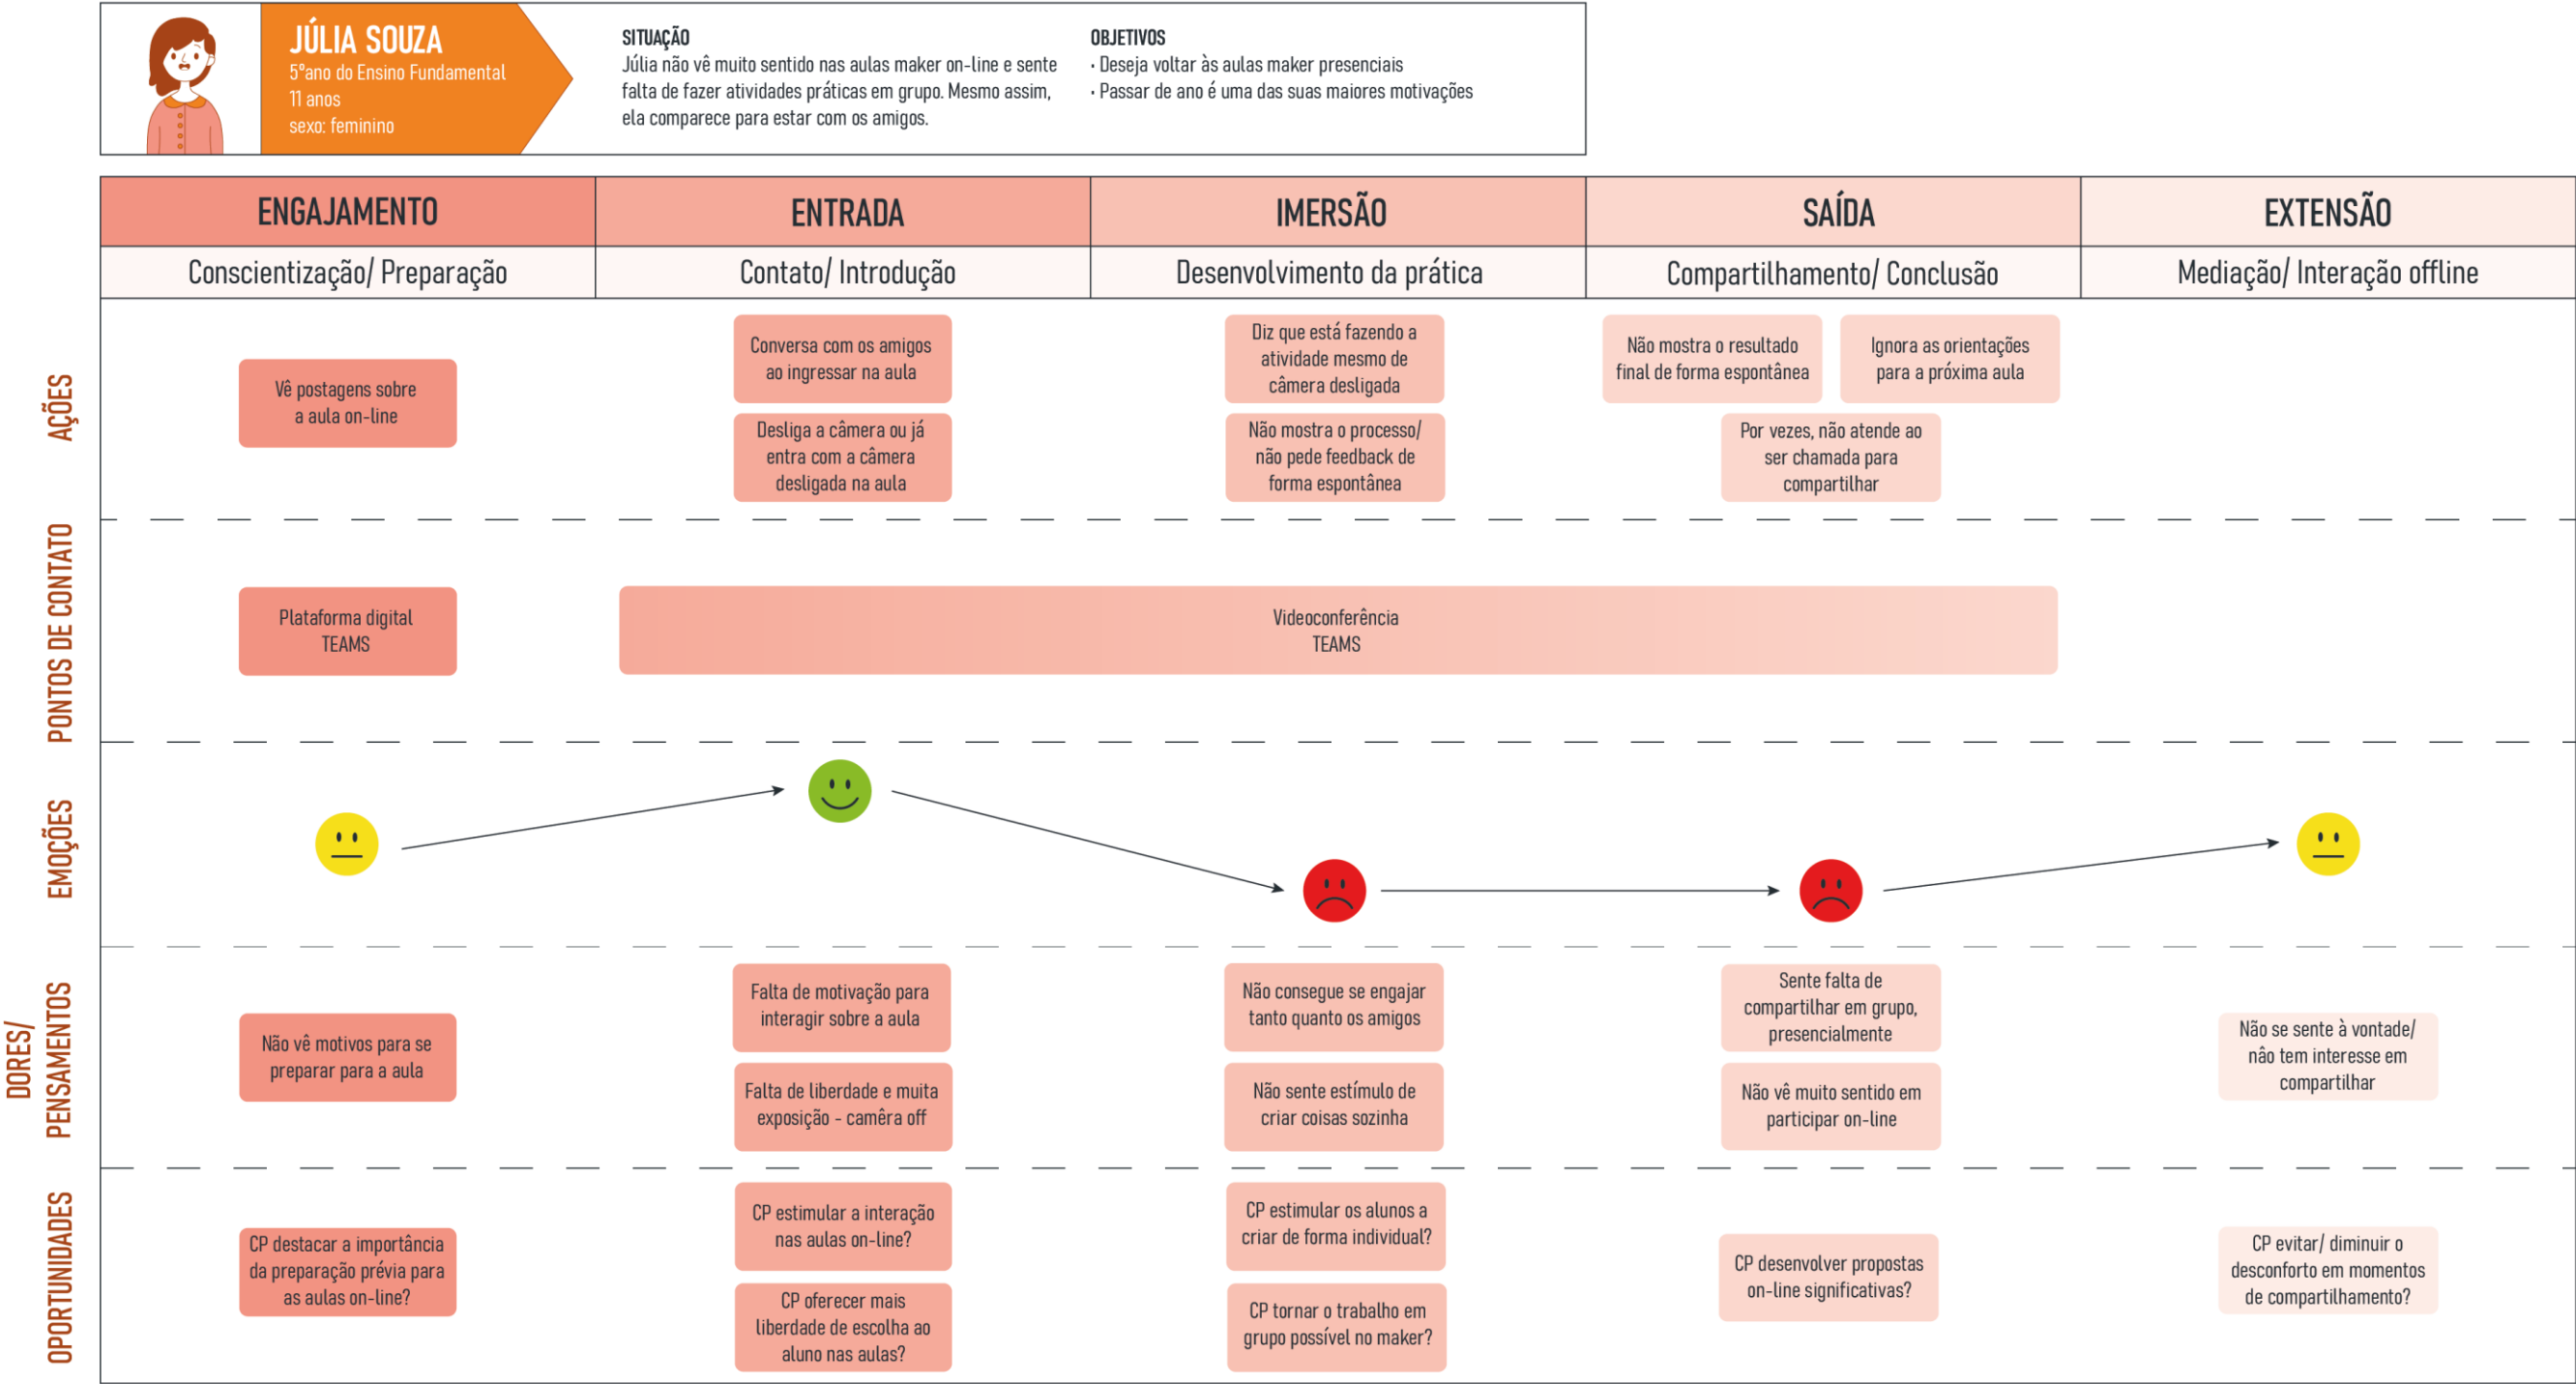 JÚLIA SOUZA
5°ano do Ensino Fundamental
11 anos
sexo: feminino
SITUAÇÃO
Júlia não vê muito sentido nas aulas maker on-line e sente
falta de fazer atividades práticas em grupo. Mesmo assim,
ela comparece para estar com os amigos.
OBJETIVOS
· Deseja voltar às aulas maker presenciais
· Passar de ano é uma das suas maiores motivações
ENGAJAMENTO
ENTRADA
IMERSÃO
SAÍDA
EXTENSÃO
Conscientização/ Preparação
Contato/ Introdução
Desenvolvimento da prática
Compartilhamento/ Conclusão
Mediação/ Interação offline
AÇÕES
Vê postagens sobre
a aula on-line
Conversa com os amigos
ao ingressar na aula
Desliga a câmera ou já
entra com a câmera
desligada na aula
Diz que está fazendo a
atividade mesmo de
câmera desligada
Não mostra o processo/
não pede feedback de
forma espontânea
Não mostra o resultado
final de forma espontânea
Ignora as orientações
para a próxima aula
Por vezes, não atende ao
ser chamada para
compartilhar
PONTOS DE CONTATO
Plataforma digital
TEAMS
Videoconferência
TEAMS
EMOÇÕES
DORES/
PENSAMENTOS
Não vê motivos para se
preparar para a aula
Falta de motivação para
interagir sobre a aula
Falta de liberdade e muita
exposição - camêra off
Não consegue se engajar
tanto quanto os amigos
Não sente estímulo de
criar coisas sozinha
Sente falta de
compartilhar em grupo,
presencialmente
Não vê muito sentido em
participar on-line
Não se sente à vontade/
não tem interesse em
compartilhar
OPORTUNIDADES
CP destacar a importância
da preparação prévia para
as aulas on-line?
CP estimular a interação
nas aulas on-line?
CP oferecer mais
liberdade de escolha ao
aluno nas aulas?
CP estimular os alunos a
criar de forma individual?
CP tornar o trabalho em
grupo possível no maker?
CP desenvolver propostas
on-line significativas?
CP evitar/ diminuir o
desconforto em momentos
de compartilhamento?